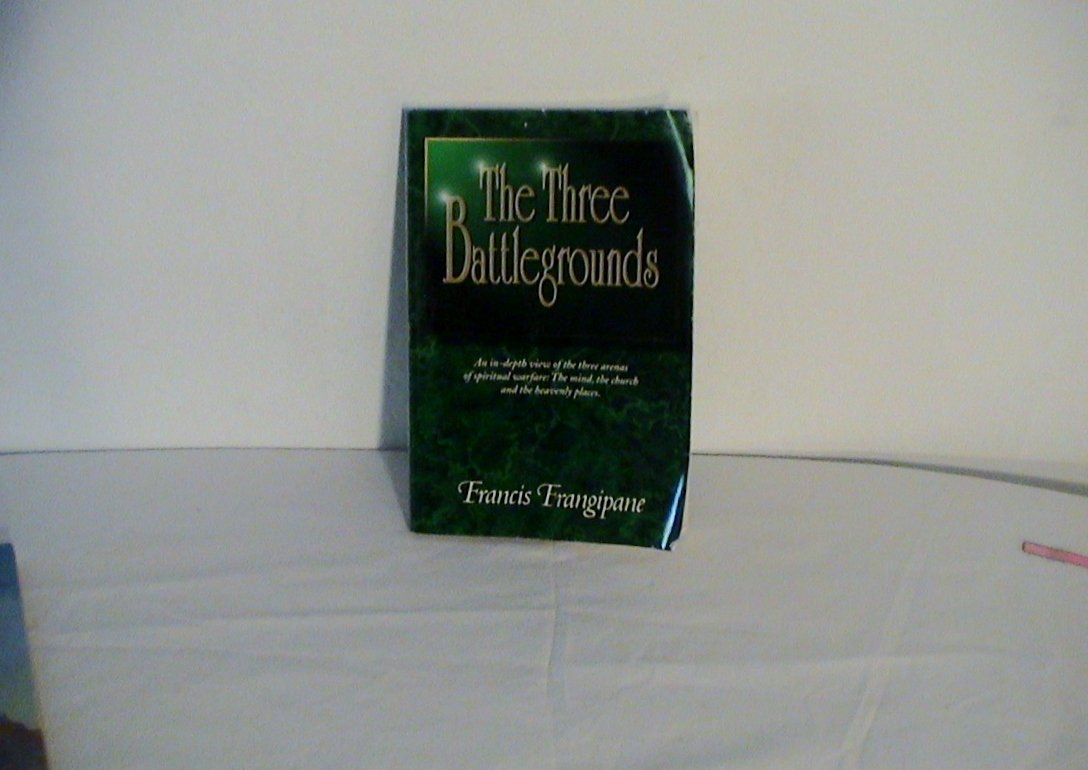 The Three
Battlegrounds
An in-depth view of the three arenas
of spiritual warfare: The mind, the church
and the heavenly places.
Francis Frangipane